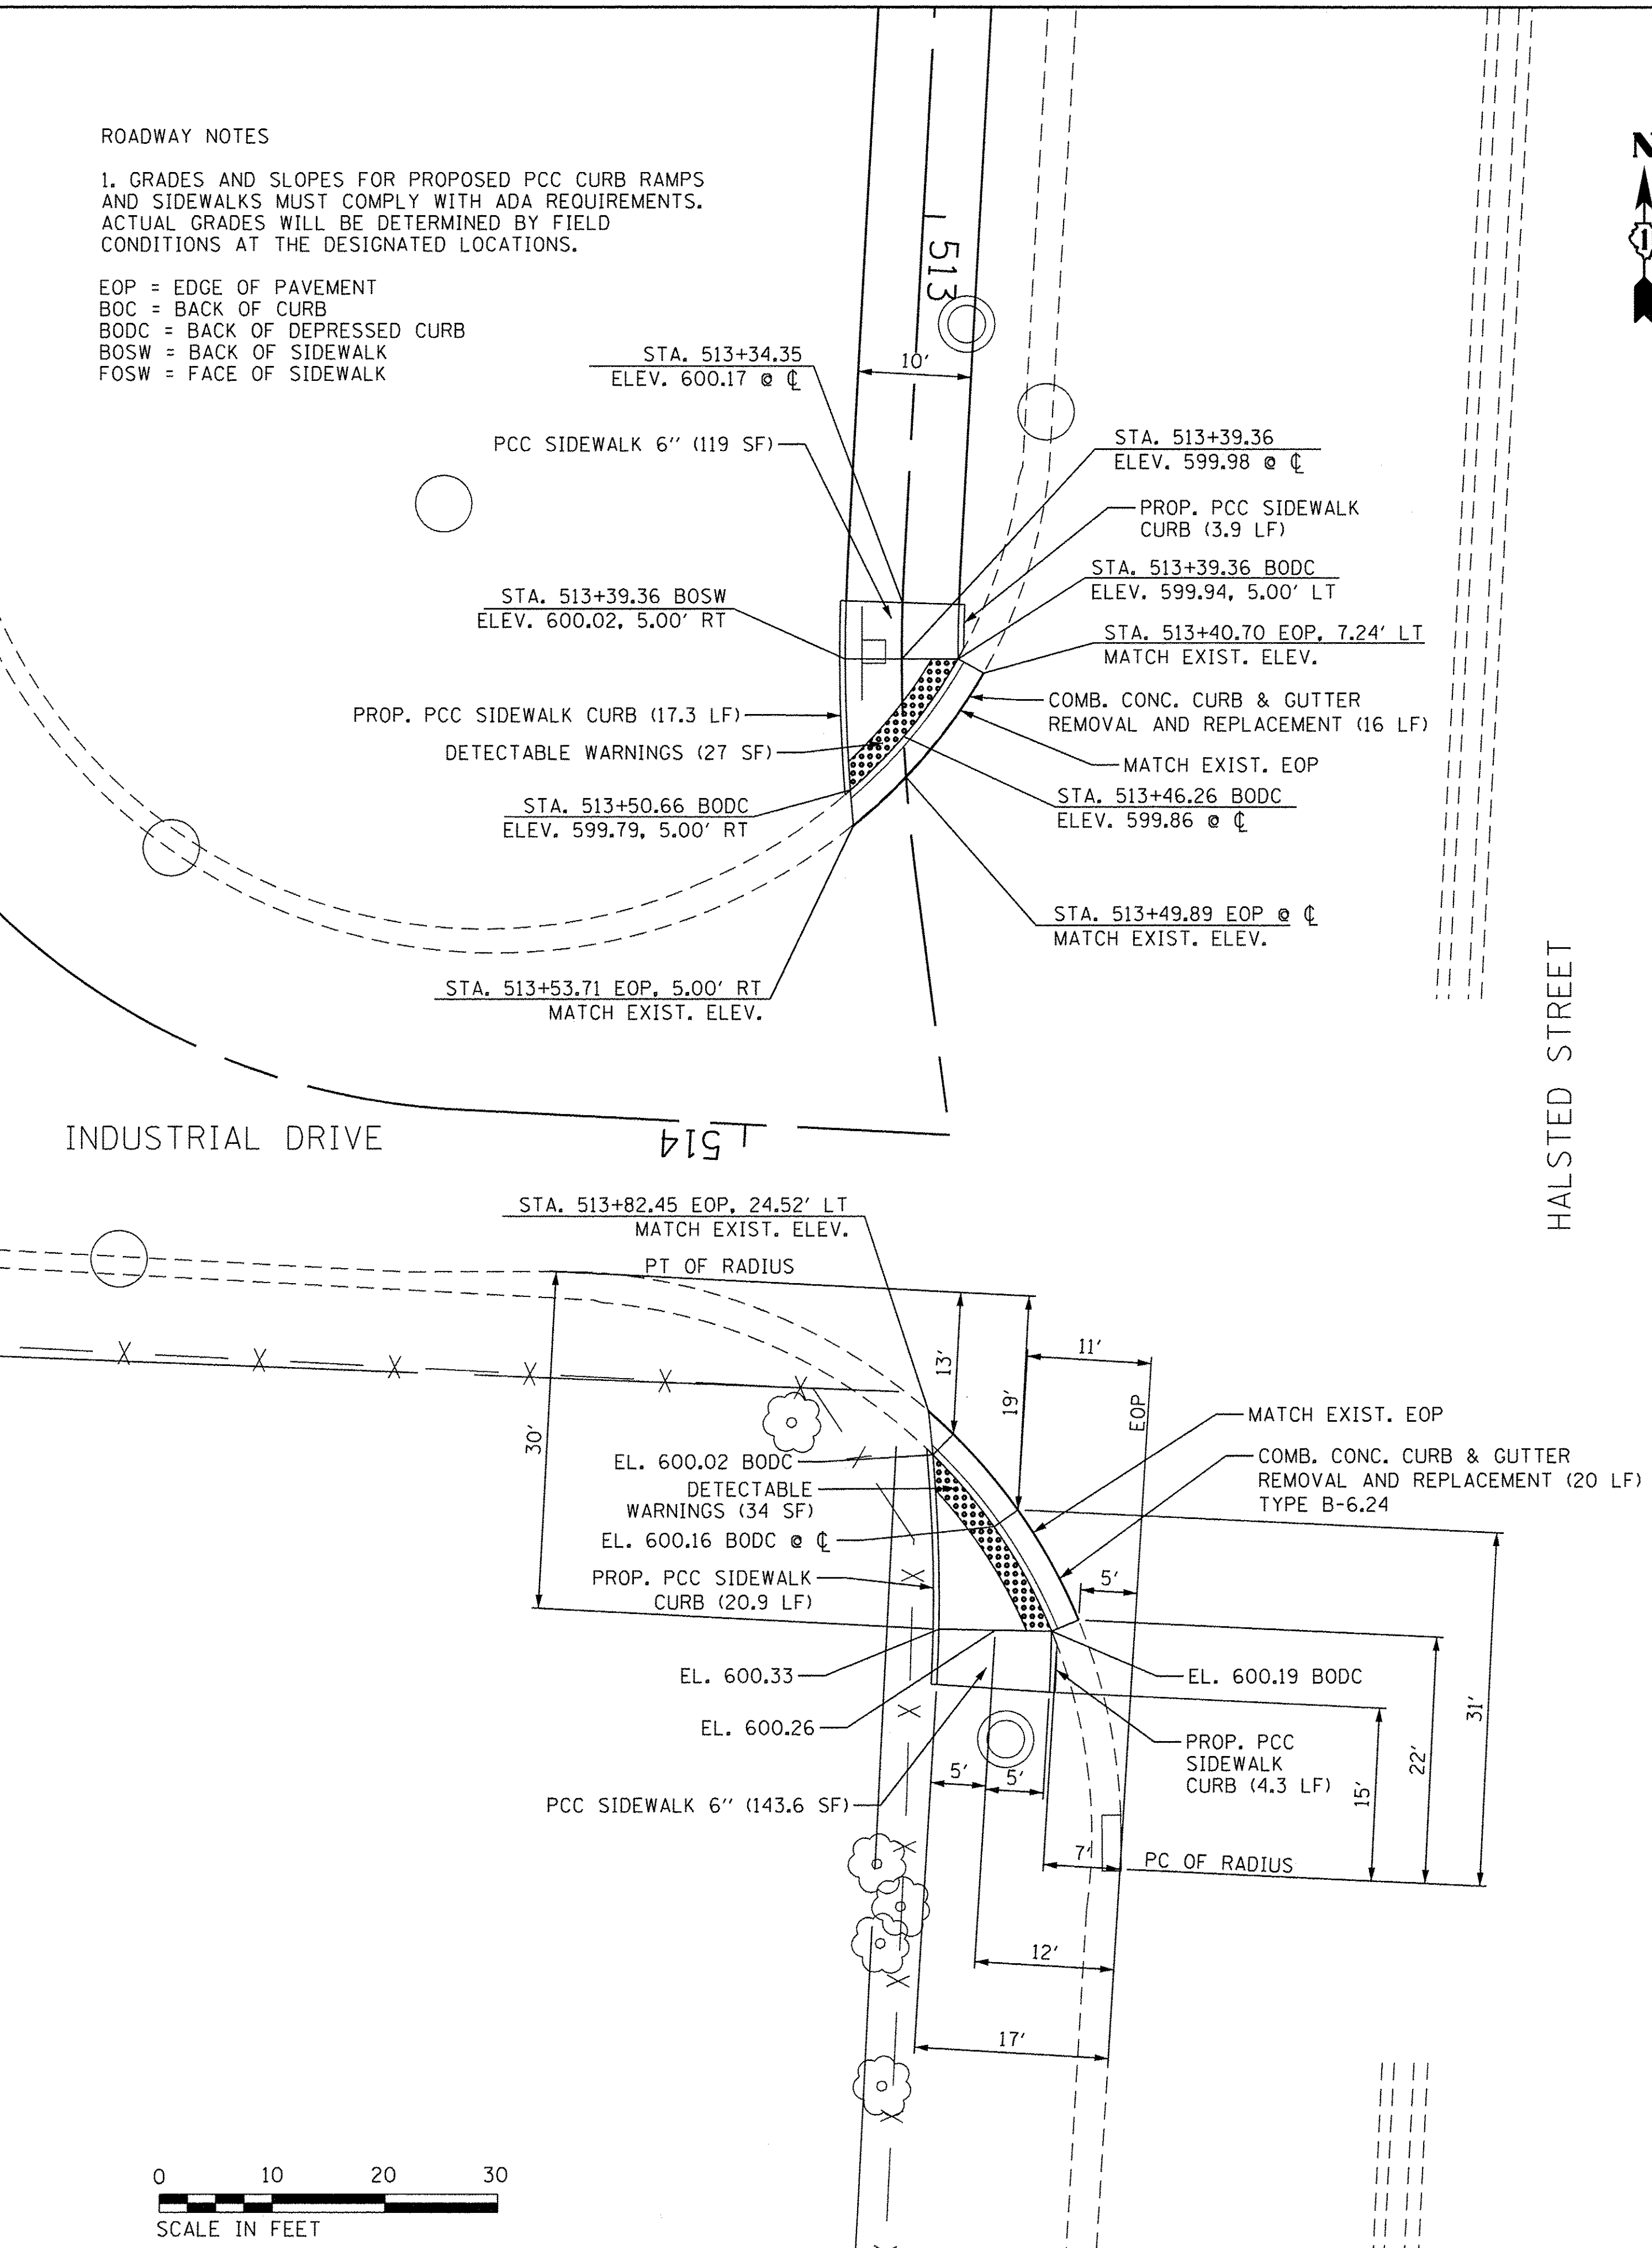 ROADWAY NOTES
1. GRADES AND SLOPES FOR PROPOSED PCC CURB RAMPS
AND SIDEWALKS MUST COMPLY WITH ADA REQUIREMENTS.
ACTUAL GRADES WILL BE DETERMINED BY FIELD
CONDITIONS AT THE DESIGNATED LOCATIONS.
EOP = EDGE OF PAVEMENT
BOC = BACK OF CURB
BODC = BACK OF DEPRESSED CURB
BOSW = BACK OF SIDEWALK
FOSW = FACE OF SIDEWALK
N
1
513
10'
STA. 513+34.35
ELEV. 600.17 @ ℄
PCC SIDEWALK 6" (119 SF)
STA. 513+39.36
ELEV. 599.98 @ ℄
PROP. PCC SIDEWALK
CURB (3.9 LF)
STA. 513+39.36 BODC
ELEV. 599.94, 5.00' LT
STA. 513+39.36 BOSW
ELEV. 600.02, 5.00' RT
STA. 513+40.70 EOP, 7.24' LT
MATCH EXIST. ELEV.
COMB. CONC. CURB & GUTTER
REMOVAL AND REPLACEMENT (16 LF)
PROP. PCC SIDEWALK CURB (17.3 LF)
DETECTABLE WARNINGS (27 SF)
MATCH EXIST. EOP
STA. 513+46.26 BODC
ELEV. 599.86 @ ℄
STA. 513+50.66 BODC
ELEV. 599.79, 5.00' RT
STA. 513+49.89 EOP @ ℄
MATCH EXIST. ELEV.
STA. 513+53.71 EOP, 5.00' RT
MATCH EXIST. ELEV.
HALSTED STREET
INDUSTRIAL DRIVE
514
STA. 513+82.45 EOP, 24.52' LT
MATCH EXIST. ELEV.
PT OF RADIUS
13'
19'
11'
EOP
30'
MATCH EXIST. EOP
COMB. CONC. CURB & GUTTER
REMOVAL AND REPLACEMENT (20 LF)
TYPE B-6.24
EL. 600.02 BODC
DETECTABLE
WARNINGS (34 SF)
EL. 600.16 BODC @ ℄
PROP. PCC SIDEWALK
CURB (20.9 LF)
5'
EL. 600.33
EL. 600.19 BODC
EL. 600.26
PROP. PCC
SIDEWALK
CURB (4.3 LF)
5'
5'
PCC SIDEWALK 6" (143.6 SF)
15'
22'
31'
7'
PC OF RADIUS
12'
17'
0 10 20 30
SCALE IN FEET